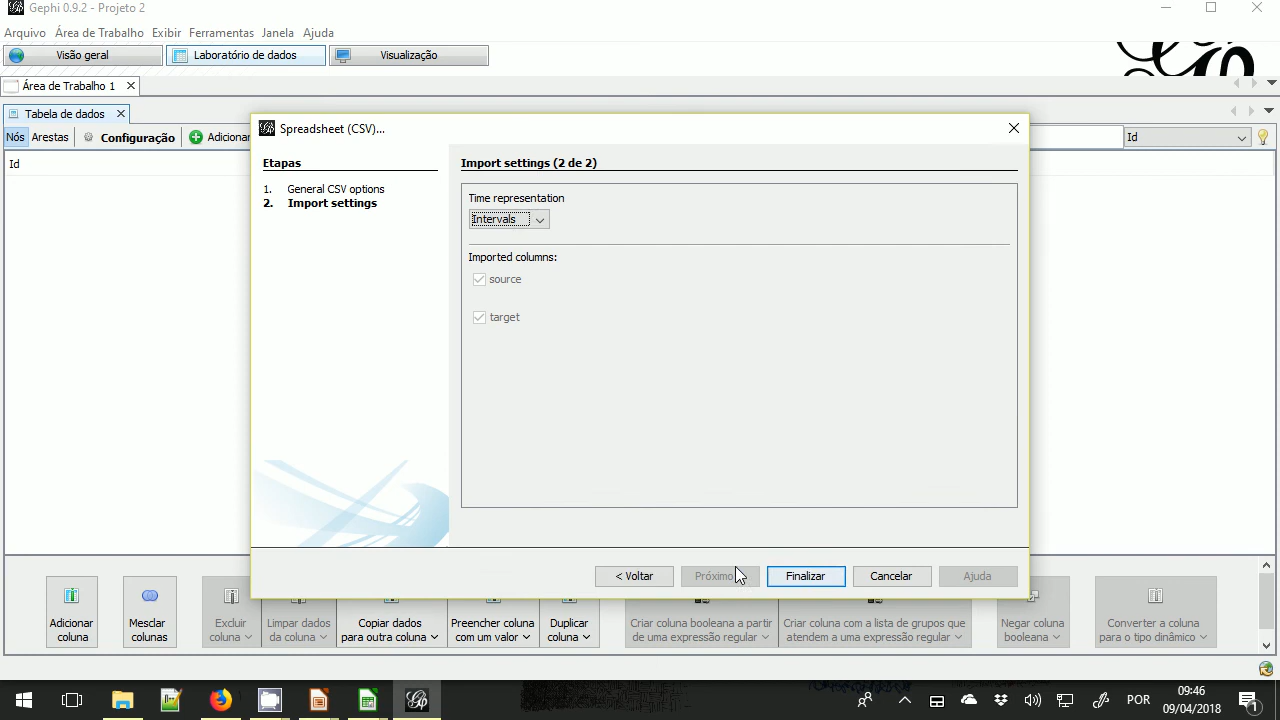 Gephi 0.9.2 - Projeto 2
Arquivo Área de Trabalho Exibir Ferramentas Janela Ajuda
Visão geral Laboratório de dados Visualização
Área de Trabalho 1
Tabela de dados
Nós Arestas Configuração Adicionar Id
Id
Spreadsheet (CSV)...
Etapas
1. General CSV options
2. Import settings
Import settings (2 de 2)
Time representation
Intervals
Imported columns:
source
target
< Voltar Próximo Finalizar Cancelar Ajuda
Adicionar
coluna
Mesclar
colunas
Excluir
coluna
Limpar dados
da coluna
Copiar dados
para outra coluna
Preencher coluna
com um valor
Duplicar
coluna
Criar coluna booleana a partir
de uma expressão regular
Criar coluna com a lista de grupos que
atendem a uma expressão regular
Negar coluna
booleana
Converter a coluna
para o tipo dinâmico
POR
09:46
09/04/2018
1